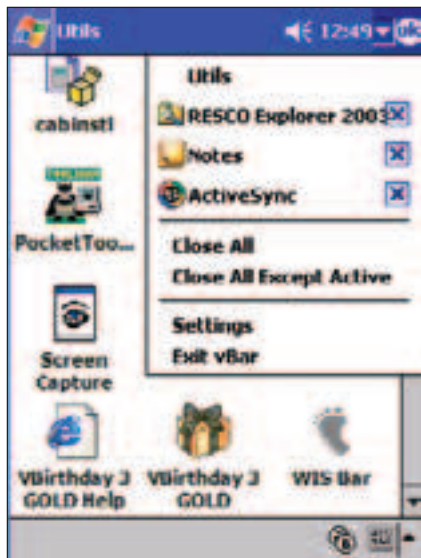 Utils 12:49 ok
cabinstl
PocketToo...
Screen
Capture
Utils
RESCO Explorer 2003
Notes
ActiveSync
Close All
Close All Except Active
Settings
Exit vBar
VBirthday 3
GOLD Help
VBirthday 3
GOLD
WIS Bar